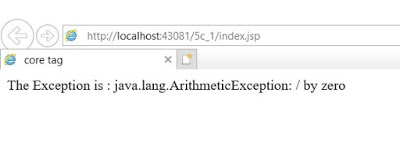 http://localhost:43081/5c_1/index.jsp
core tag
The Exception is : java.lang.ArithmeticException: / by zero